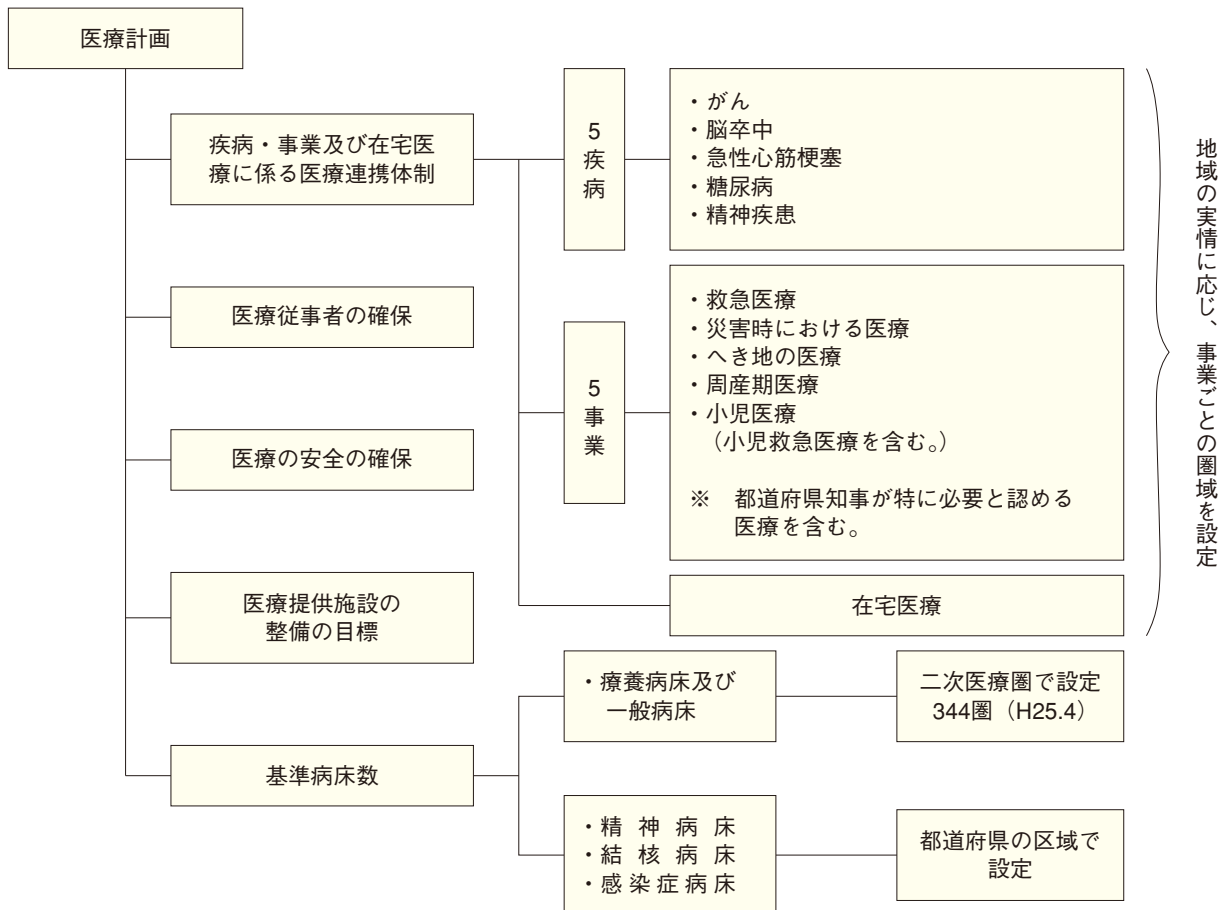 医療計画
疾病・事業及び在宅医
療に係る医療連携体制
5
疾
病
・がん
・脳卒中
・急性心筋梗塞
・糖尿病
・精神疾患
医療従事者の確保
5
事
業
・救急医療
・災害時における医療
・へき地の医療
・周産期医療
・小児医療
（小児救急医療を含む。）
※　都道府県知事が特に必要と認める
医療を含む。
医療の安全の確保
在宅医療
地域の実情に応じ、事業ごとの圏域を設定
医療提供施設の
整備の目標
基準病床数
・療養病床及び
一般病床
二次医療圏で設定
344圏（H25.4）
・精 神 病 床
・結 核 病 床
・感 染 症 病 床
都道府県の区域で
設定